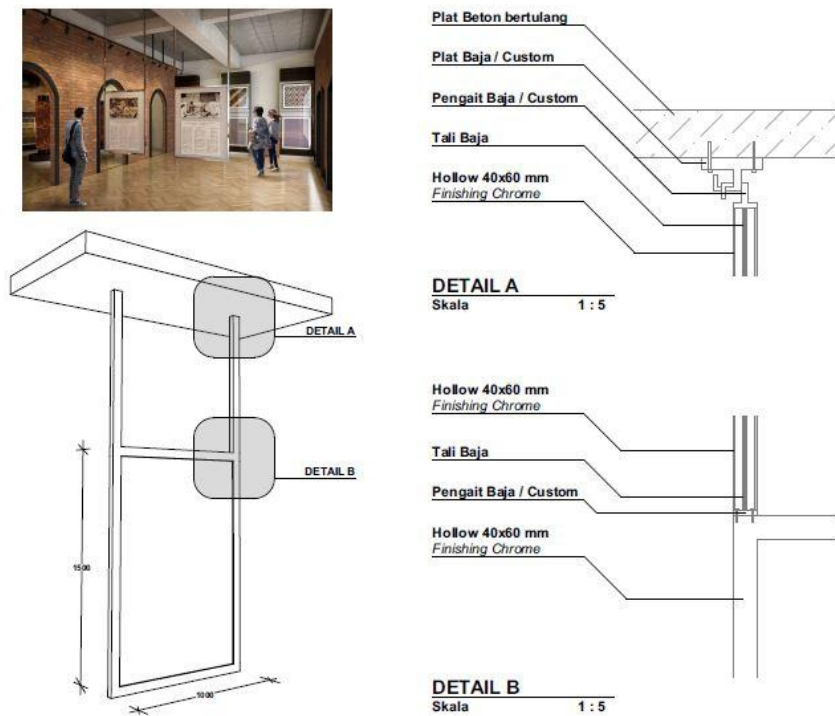 Plat Beton bertulang
Plat Baja / Custom
Pengait Baja / Custom
Tali Baja
Hollow 40x60 mm
Finishing Chrome
DETAIL A
Skala 1 : 5
DETAIL A
DETAIL B
1500
1000
Hollow 40x60 mm
Finishing Chrome
Tali Baja
Pengait Baja / Custom
Hollow 40x60 mm
Finishing Chrome
DETAIL B
Skala 1 : 5